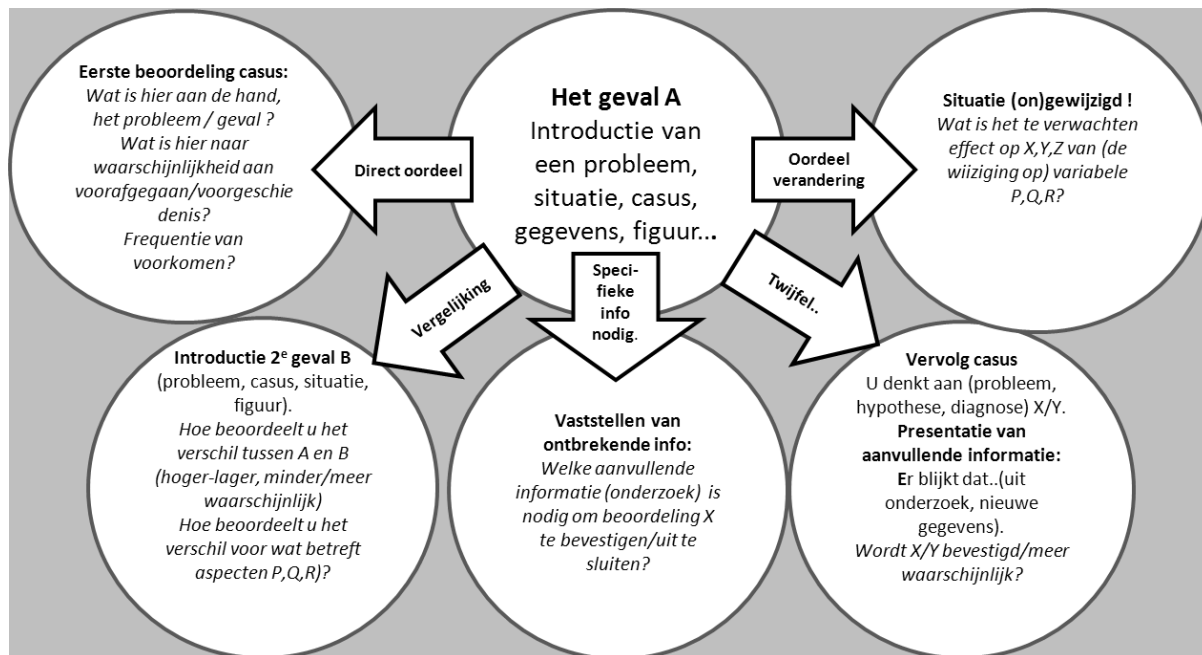 Eerste beoordeling casus:
Wat is hier aan de hand,
het probleem / geval ?
Wat is hier naar
waarschijnlijkheid aan
voorafgegaan/voorgeschie
denis?
Frequentie van
voorkomen?
Direct oordeel
Het geval A
Introductie van
een probleem,
situatie, casus,
gegevens, figuur...
Oordeel
verandering
Situatie (on)gewijzigd !
Wat is het te verwachten
effect op X,Y,Z van (de
wiiziging op) variabele
P,Q,R?
Vergelijking
Speci-
fieke
info
nodig.
Twijfel..
Introductie 2e geval B
(probleem, casus, situatie,
figuur).
Hoe beoordeelt u het
verschil tussen A en B
(hoger-lager, minder/meer
waarschijnlijk)
Hoe beoordeelt u het
verschil voor wat betreft
aspecten P,Q,R)?
Vaststellen van
ontbrekende info:
Welke aanvullende
informatie (onderzoek) is
nodig om beoordeling X
te bevestigen/uit te
sluiten?
Vervolg casus
U denkt aan (probleem,
hypothese, diagnose) X/Y.
Presentatie van
aanvullende informatie:
Er blijkt dat..(uit
onderzoek, nieuwe
gegevens).
Wordt X/Y bevestigd/meer
waarschijnlijk?